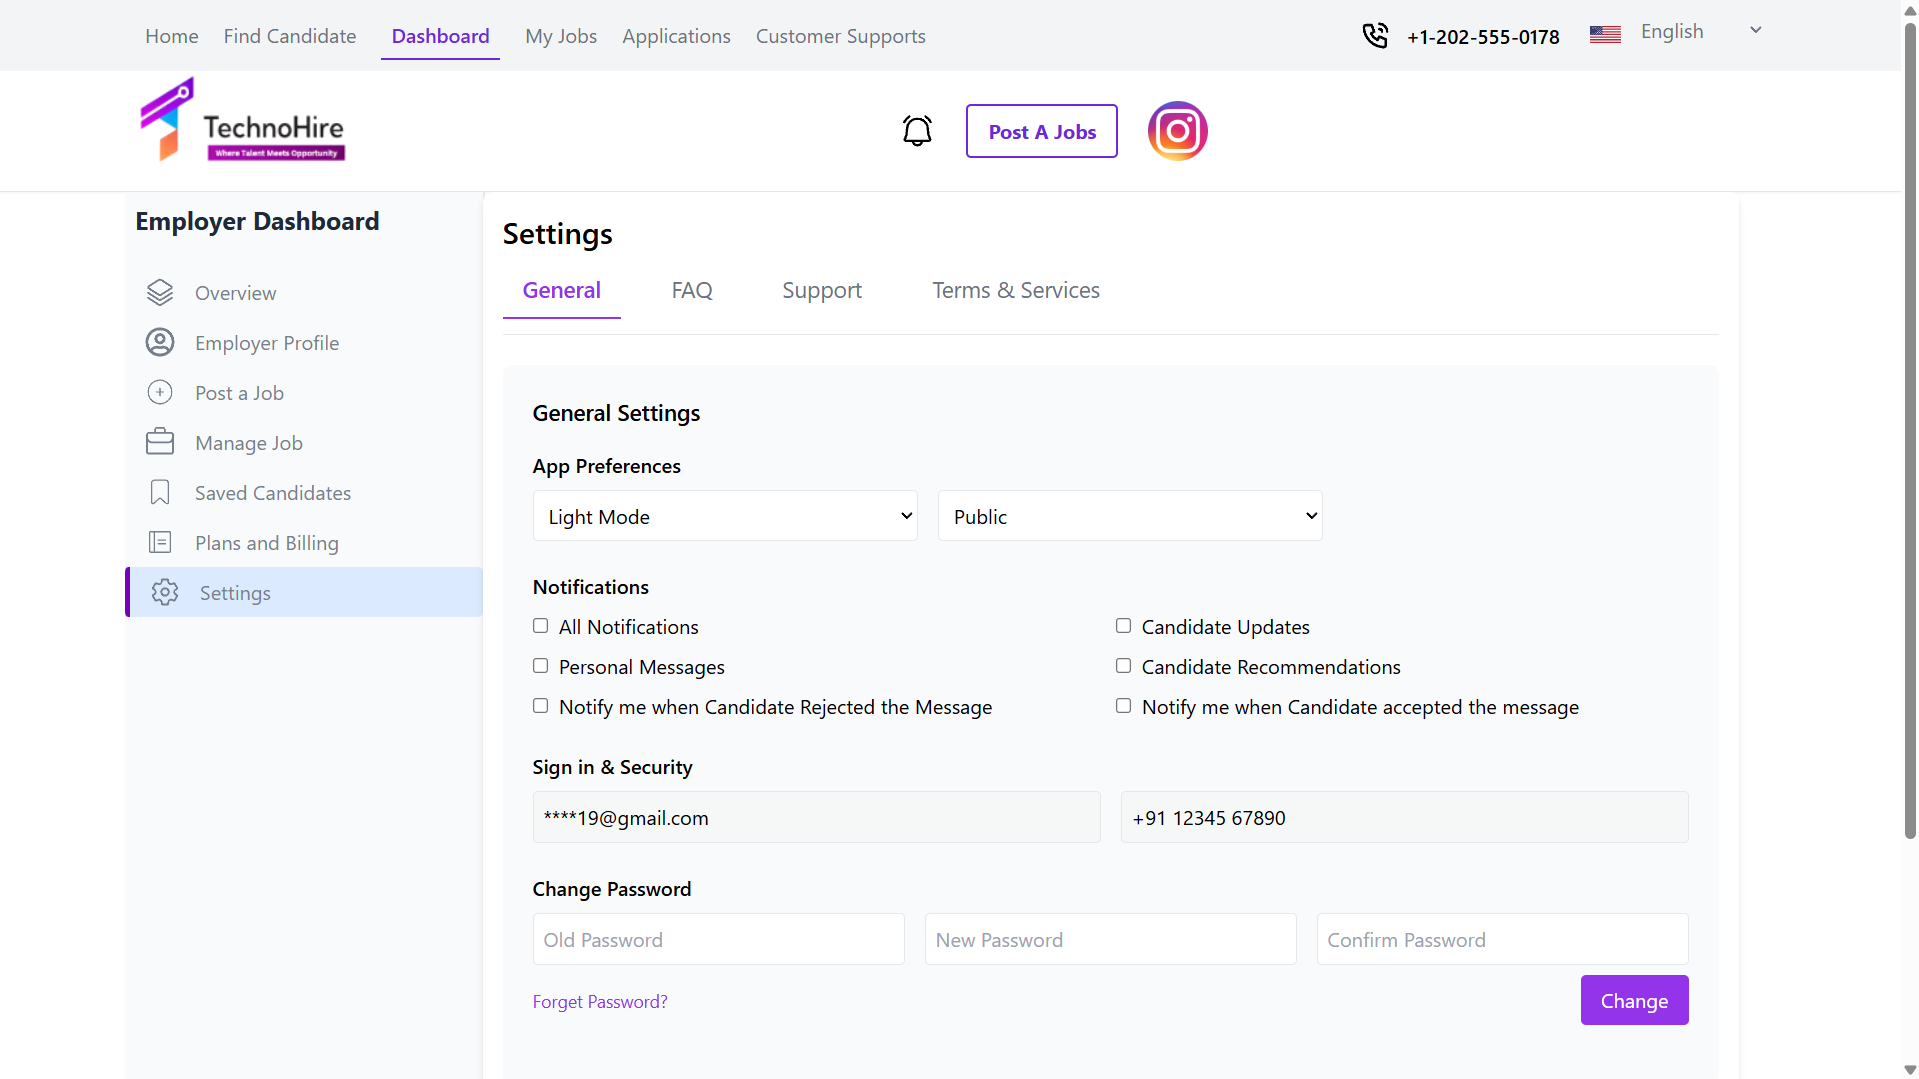 Home Find Candidate Dashboard My Jobs Applications Customer Supports +1-202-555-0178 English
TechnoHire
Where Talent Meets Opportunity
Post A Jobs
Employer Dashboard
Overview
Employer Profile
Post a Job
Manage Job
Saved Candidates
Plans and Billing
Settings
Settings
General FAQ Support Terms & Services
General Settings
App Preferences
Light Mode Public
Notifications
All Notifications Candidate Updates
Personal Messages Candidate Recommendations
Notify me when Candidate Rejected the Message Notify me when Candidate accepted the message
Sign in & Security
****19@gmail.com +91 12345 67890
Change Password
Old Password New Password Confirm Password
Forget Password? Change